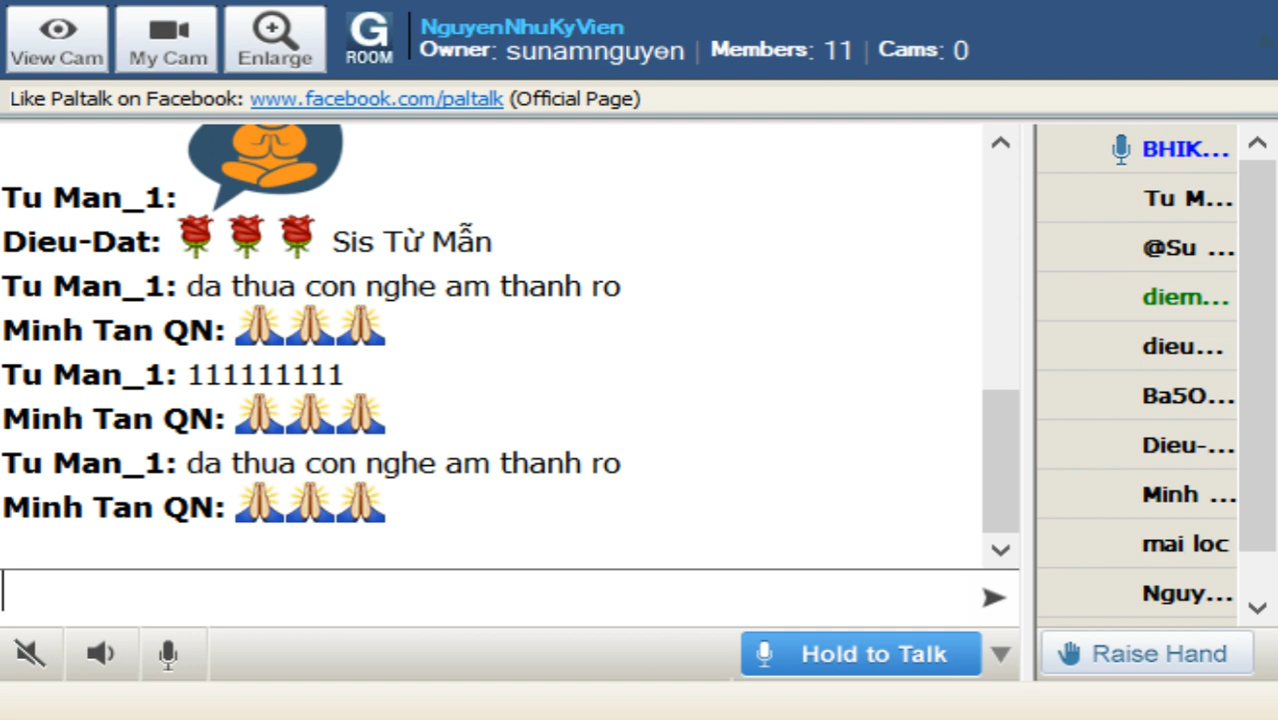 View Cam
My Cam
Enlarge
G
ROOM
NguyenNhuKyVien
Owner: sunamnguyen | Members: 11 | Cams: 0
Like Paltalk on Facebook: www.facebook.com/paltalk (Official Page)
Tu Man_1:
Dieu-Dat: Sis Từ Mẫn
Tu Man_1: da thua con nghe am thanh ro
Minh Tan QN:
Tu Man_1: 111111111
Minh Tan QN:
Tu Man_1: da thua con nghe am thanh ro
Minh Tan QN:
BHIK...
Tu M...
@Su ...
diem...
dieu...
Ba5O...
Dieu-...
Minh ...
mai loc
Nguy...
Hold to Talk
Raise Hand